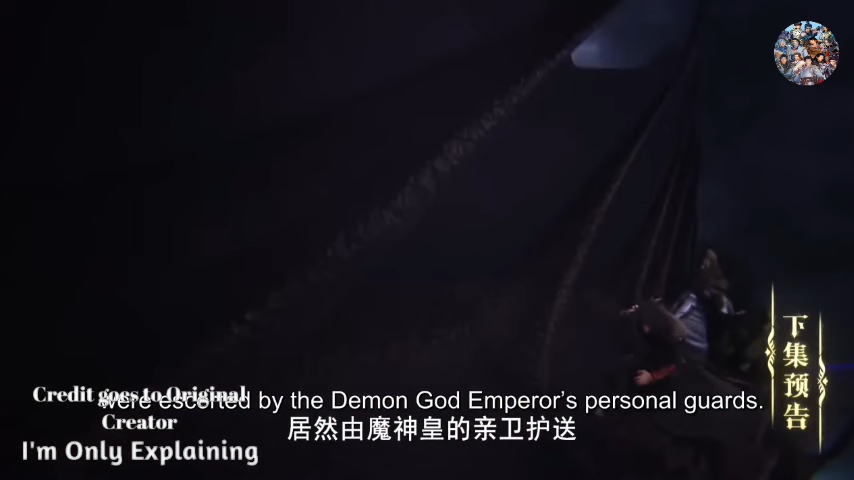 下集预告
Credit goes to Original
Creator
were escorted by the Demon God Emperor's personal guards.
居然由魔神皇的亲卫护送
I'm Only Explaining